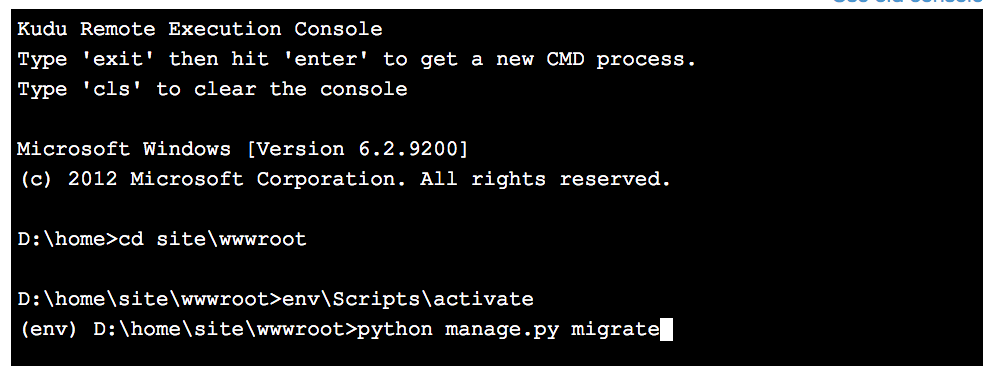 Kudu Remote Execution Console
Type 'exit' then hit 'enter' to get a new CMD process.
Type 'cls' to clear the console
Microsoft Windows [Version 6.2.9200]
(c) 2012 Microsoft Corporation. All rights reserved.
D:\home>cd site\wwwroot
D:\home\site\wwwroot>env\Scripts\activate
(env) D:\home\site\wwwroot>python manage.py migrate